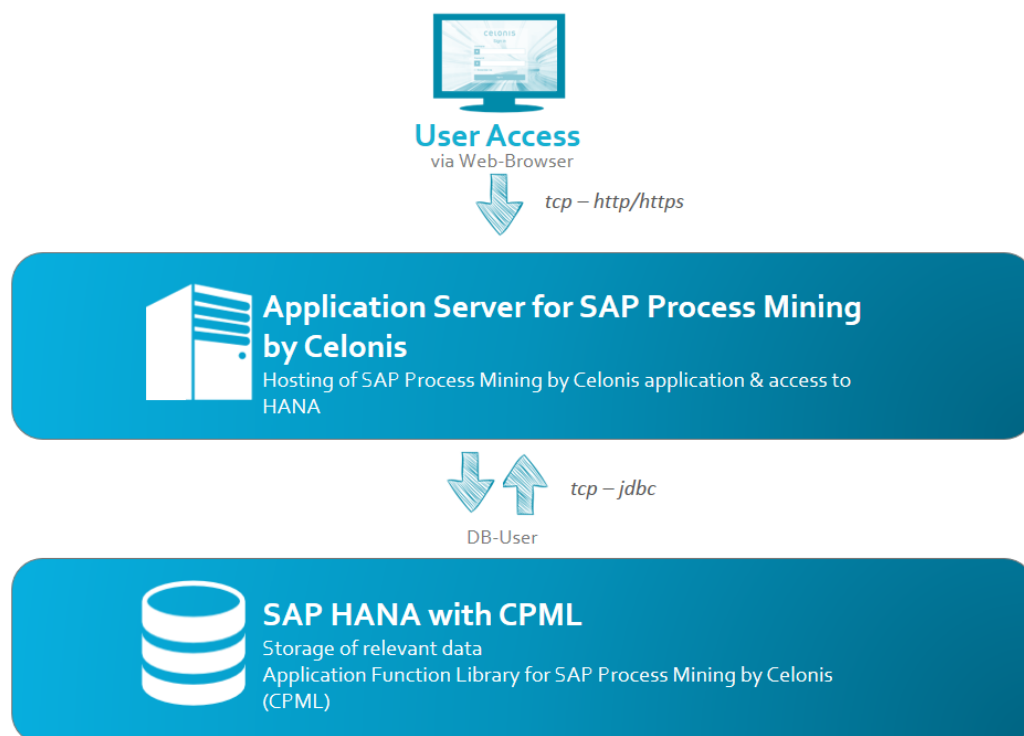 celonis
User Access
via Web-Browser
tcp – http/https
Application Server for SAP Process Mining
by Celonis
Hosting of SAP Process Mining by Celonis application & access to
HANA
tcp – jdbc
DB-User
SAP HANA with CPML
Storage of relevant data
Application Function Library for SAP Process Mining by Celonis
(CPML)